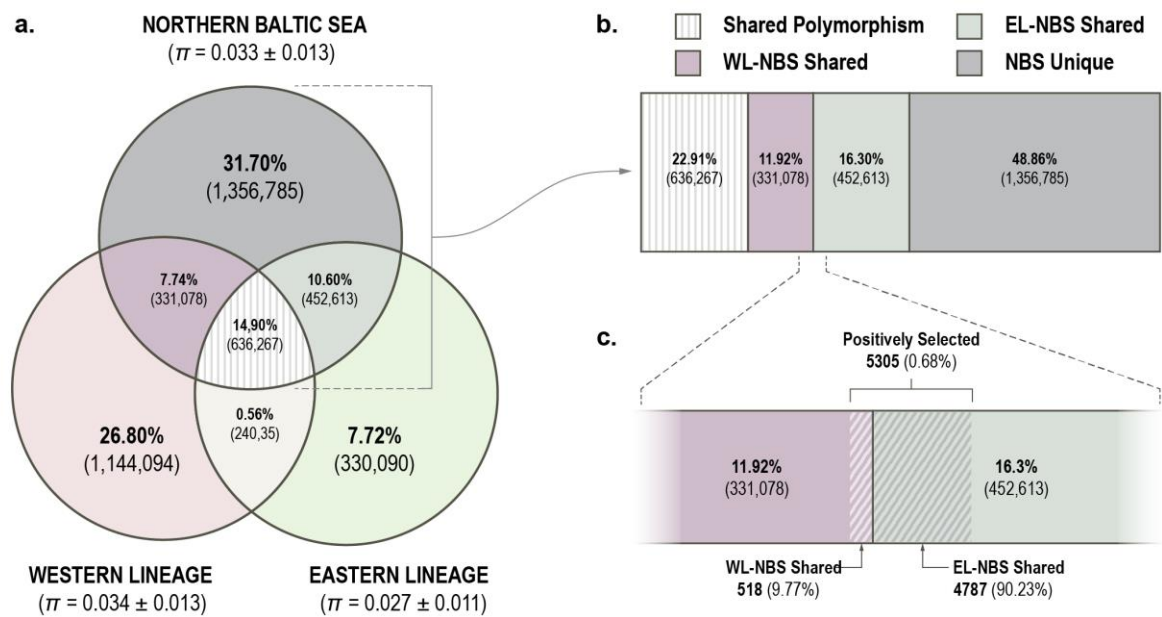 a.
NORTHERN BALTIC SEA
(π = 0.033 ± 0.013)
31.70%
(1,356,785)
7.74%
(331,078)
10.60%
(452,613)
14,90%
(636,267)
0.56%
(240,35)
26.80%
(1,144,094)
7.72%
(330,090)
WESTERN LINEAGE
(π = 0.034 ± 0.013)
EASTERN LINEAGE
(π = 0.027 ± 0.011)
b.
Shared Polymorphism
EL-NBS Shared
WL-NBS Shared
NBS Unique
22.91%
(636,267)
11.92%
(331,078)
16.30%
(452,613)
48.86%
(1,356,785)
c.
Positively Selected
5305 (0.68%)
11.92%
(331,078)
16.3%
(452,613)
WL-NBS Shared
518 (9.77%)
EL-NBS Shared
4787 (90.23%)